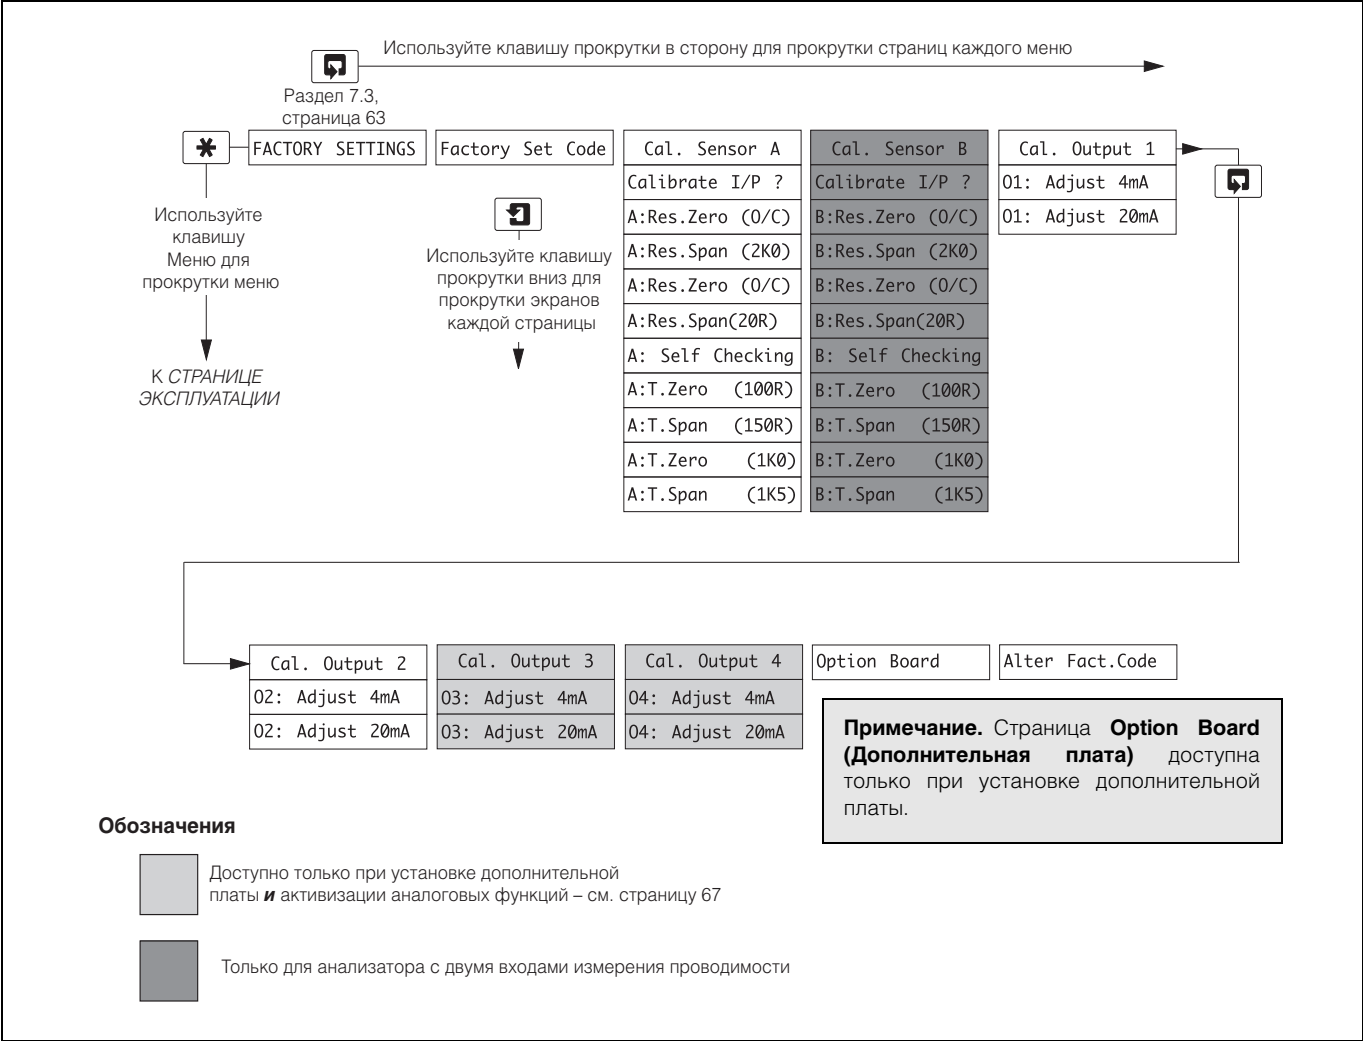 Используйте клавишу прокрутки в сторону для прокрутки страниц каждого меню
Раздел 7.3,
страница 63
FACTORY SETTINGS
Factory Set Code
Cal. Sensor A
Calibrate I/P ?
A:Res.Zero (O/C)
A:Res.Span (2K0)
A:Res.Zero (O/C)
A:Res.Span(20R)
A: Self Checking
A:T.Zero (100R)
A:T.Span (150R)
A:T.Zero (1K0)
A:T.Span (1K5)
Cal. Sensor B
Calibrate I/P ?
B:Res.Zero (O/C)
B:Res.Span (2K0)
B:Res.Zero (O/C)
B:Res.Span(20R)
B: Self Checking
B:T.Zero (100R)
B:T.Span (150R)
B:T.Zero (1K0)
B:T.Span (1K5)
Cal. Output 1
O1: Adjust 4mA
O1: Adjust 20mA
Используйте
клавишу
Меню для
прокрутки меню
К СТРАНИЦЕ
ЭКСПЛУАТАЦИИ
Используйте клавишу
прокрутки вниз для
прокрутки экранов
каждой страницы
Cal. Output 2
O2: Adjust 4mA
O2: Adjust 20mA
Cal. Output 3
O3: Adjust 4mA
O3: Adjust 20mA
Cal. Output 4
O4: Adjust 4mA
O4: Adjust 20mA
Option Board
Alter Fact.Code
Примечание. Страница Option Board
(Дополнительная плата) доступна
только при установке дополнительной
платы.
Обозначения
Доступно только при установке дополнительной
платы и активизации аналоговых функций – см. страницу 67
Только для анализатора с двумя входами измерения проводимости